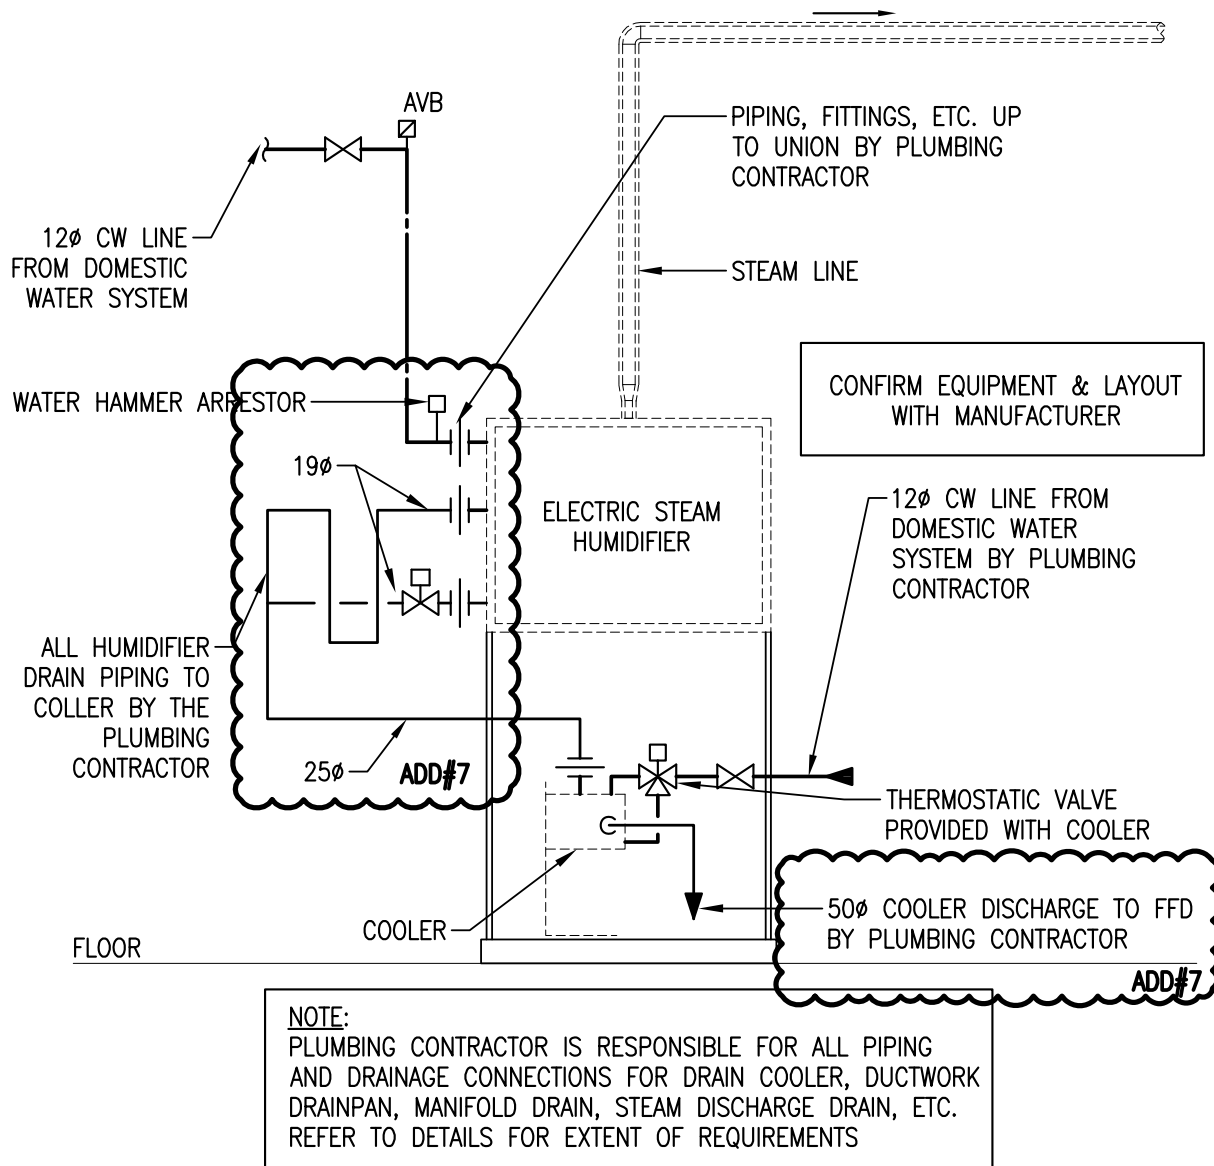 AVB
PIPING, FITTINGS, ETC. UP
TO UNION BY PLUMBING
CONTRACTOR
12ø CW LINE
FROM DOMESTIC
WATER SYSTEM
STEAM LINE
CONFIRM EQUIPMENT & LAYOUT
WITH MANUFACTURER
WATER HAMMER ARRESTOR
19ø
ELECTRIC STEAM
HUMIDIFIER
12ø CW LINE FROM
DOMESTIC WATER
SYSTEM BY PLUMBING
CONTRACTOR
ALL HUMIDIFIER
DRAIN PIPING TO
COLLER BY THE
PLUMBING
CONTRACTOR
25ø
ADD#7
THERMOSTATIC VALVE
PROVIDED WITH COOLER
COOLER
50ø COOLER DISCHARGE TO FFD
BY PLUMBING CONTRACTOR
FLOOR
ADD#7
NOTE:
PLUMBING CONTRACTOR IS RESPONSIBLE FOR ALL PIPING
AND DRAINAGE CONNECTIONS FOR DRAIN COOLER, DUCTWORK
DRAINPAN, MANIFOLD DRAIN, STEAM DISCHARGE DRAIN, ETC.
REFER TO DETAILS FOR EXTENT OF REQUIREMENTS